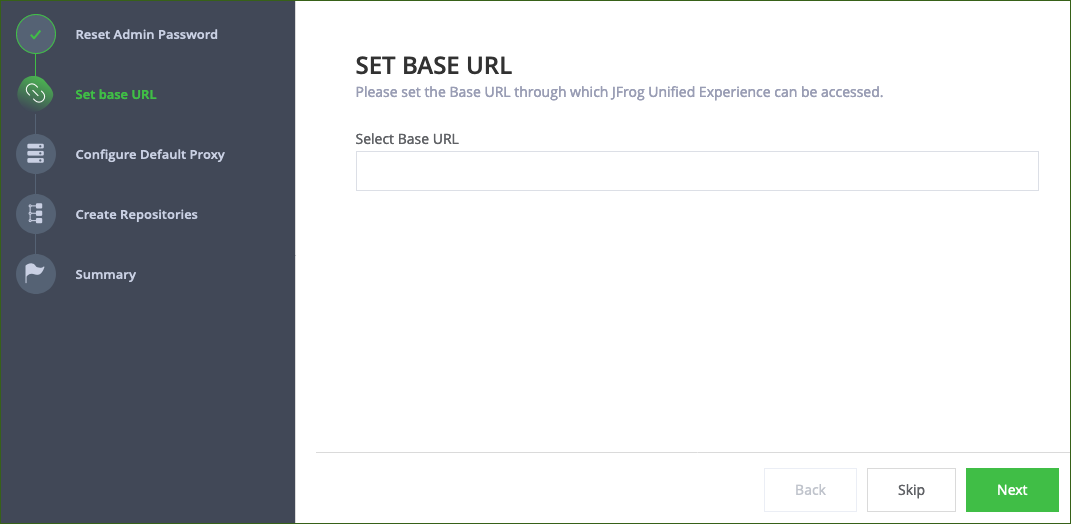 Reset Admin Password
Set base URL
Configure Default Proxy
Create Repositories
Summary
SET BASE URL
Please set the Base URL through which JFrog Unified Experience can be accessed.
Select Base URL
Back
Skip
Next